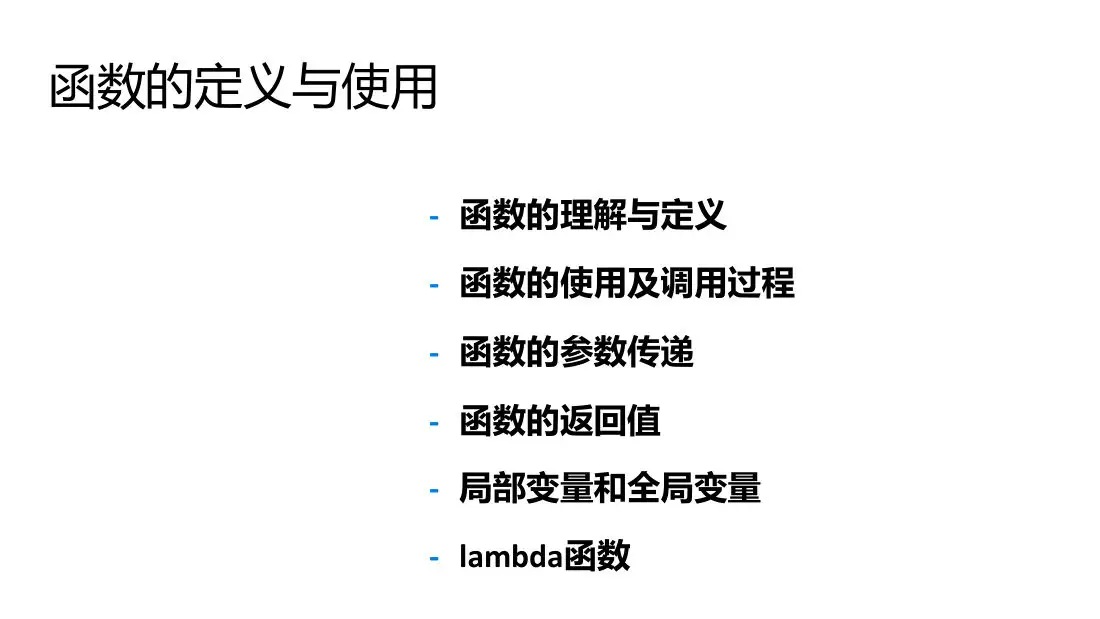 函数的定义与使用
- 函数的理解与定义
- 函数的使用及调用过程
- 函数的参数传递
- 函数的返回值
- 局部变量和全局变量
- lambda函数